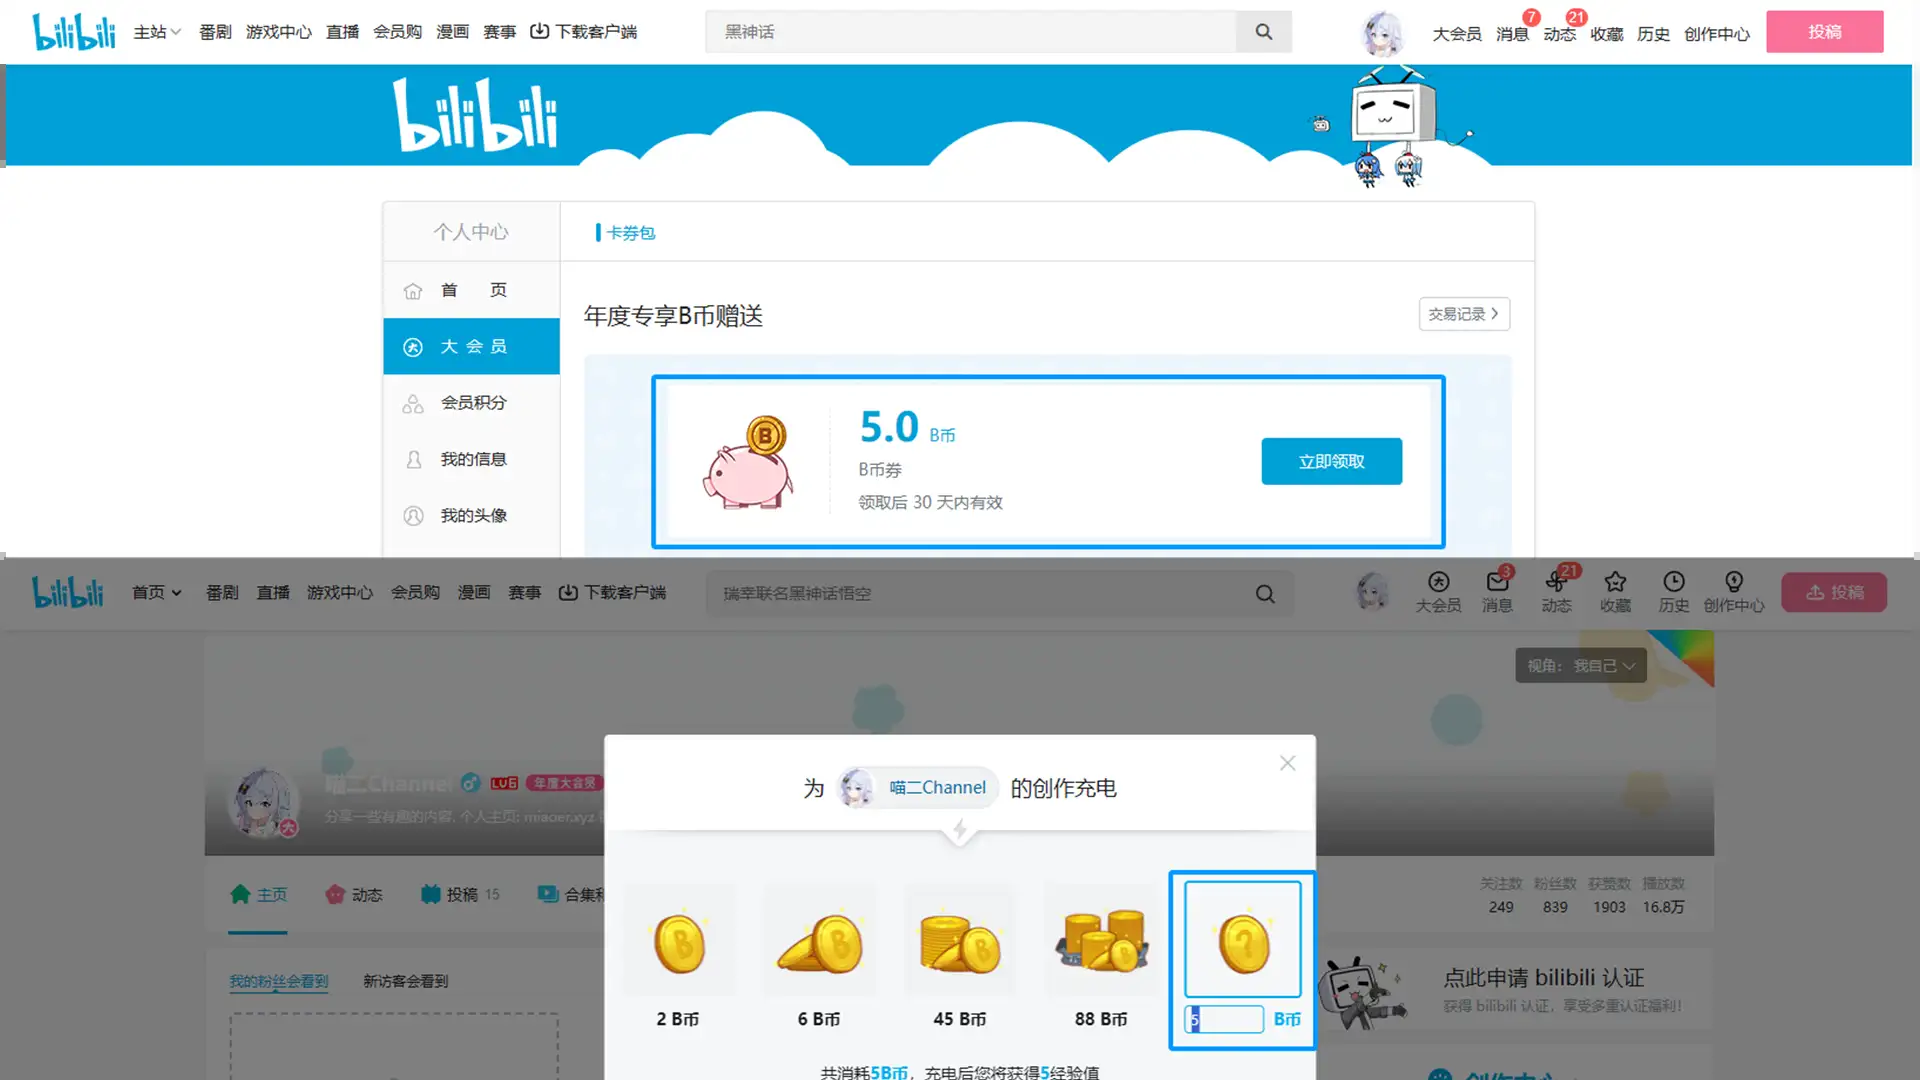 bilibili 主站 番剧 游戏中心 直播 会员购 漫画 赛事 下载客户端 黑神话 大会员 消息 7 动态 21 收藏 历史 创作中心 投稿
bilibili
个人中心
卡券包
首 页
年度专享B币赠送
交易记录
大会员
5.0 B币
会员积分
B币券
立即领取
我的信息
领取后 30 天内有效
我的头像
bilibili 首页 番剧 直播 游戏中心 会员购 漫画 赛事 下载客户端 瑞幸联名黑神话悟空 大会员 消息 3 动态 21 收藏 历史 创作中心 投稿
视角： 我自己
为 喵二Channel 的创作充电
喵二Channel LV6 年度大会员
分享一些有趣的内容, 个人主页: miaoer.xyz
主页 动态 投稿 15 合集和
关注数 粉丝数 获赞数 播放数
249 839 1903 16.8万
我的粉丝会看到 新访客会看到
2 B币 6 B币 45 B币 88 B币 5 B币
点此申请 bilibili 认证
获得 bilibili 认证，享受多重认证福利！
共消耗5B币，充电后您将获得5经验值
创作中心